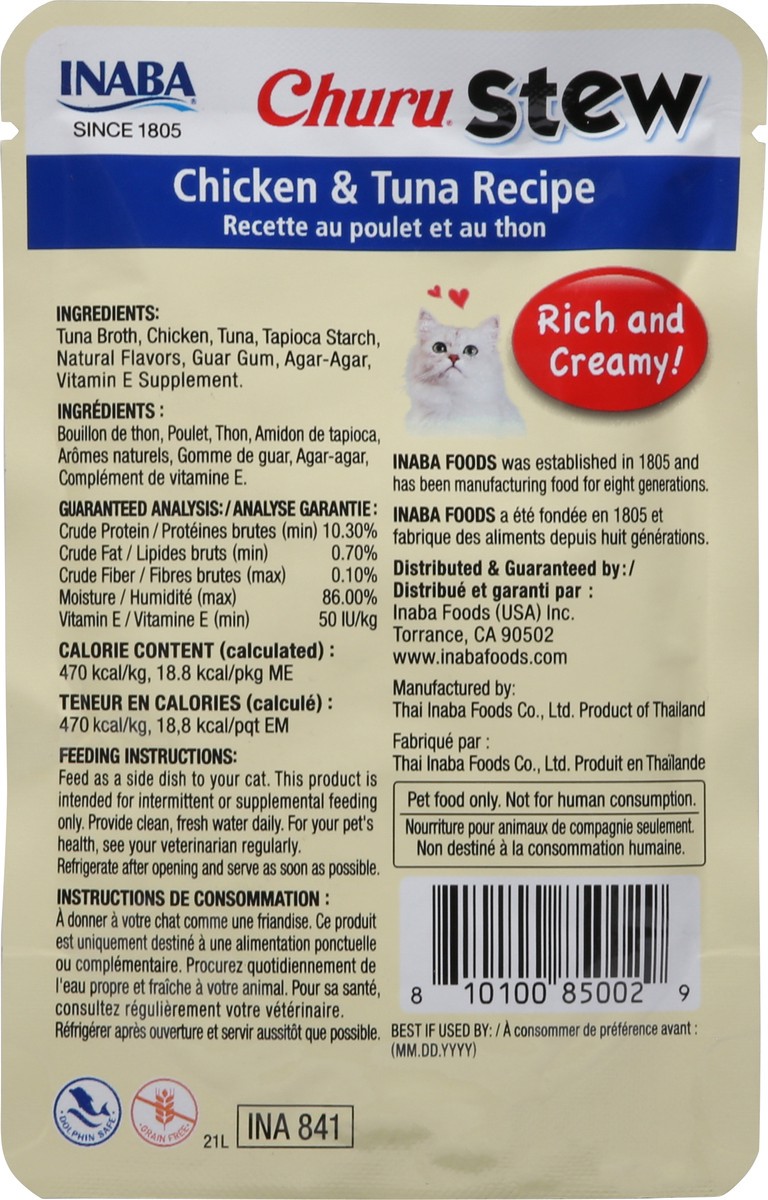 INABA
SINCE 1805
Churu Stew
Chicken & Tuna Recipe
Recette au poulet et au thon
INGREDIENTS:
Tuna Broth, Chicken, Tuna, Tapioca Starch,
Natural Flavors, Guar Gum, Agar-Agar,
Vitamin E Supplement.
INGRÉDIENTS :
Bouillon de thon, Poulet, Thon, Amidon de tapioca,
Arômes naturels, Gomme de guar, Agar-agar,
Complément de vitamine E.
GUARANTEED ANALYSIS: / ANALYSE GARANTIE :
Crude Protein / Protéines brutes (min) 10.30%
Crude Fat / Lipides bruts (min) 0.70%
Crude Fiber / Fibres brutes (max) 0.10%
Moisture / Humidité (max) 86.00%
Vitamin E / Vitamine E (min) 50 IU/kg
CALORIE CONTENT (calculated) :
470 kcal/kg, 18.8 kcal/pkg ME
TENEUR EN CALORIES (calculé) :
470 kcal/kg, 18,8 kcal/pqt EM
FEEDING INSTRUCTIONS:
Feed as a side dish to your cat. This product is
intended for intermittent or supplemental feeding
only. Provide clean, fresh water daily. For your pet's
health, see your veterinarian regularly.
Refrigerate after opening and serve as soon as possible.
INSTRUCTIONS DE CONSOMMATION :
À donner à votre chat comme une friandise. Ce produit
est uniquement destiné à une alimentation ponctuelle
ou complémentaire. Procurez quotidiennement de
l'eau propre et fraîche à votre animal. Pour sa santé,
consultez régulièrement votre vétérinaire.
Réfrigérer après ouverture et servir aussitôt que possible.
DOLPHIN SAFE
GRAIN FREE
21L
INA 841
Rich and
Creamy!
INABA FOODS was established in 1805 and
has been manufacturing food for eight generations.
INABA FOODS a été fondée en 1805 et
fabrique des aliments depuis huit générations.
Distributed & Guaranteed by: /
Distribué et garanti par :
Inaba Foods (USA) Inc.
Torrance, CA 90502
www.inabafoods.com
Manufactured by:
Thai Inaba Foods Co., Ltd. Product of Thailand
Fabriqué par :
Thai Inaba Foods Co., Ltd. Produit en Thaïlande
Pet food only. Not for human consumption.
Nourriture pour animaux de compagnie seulement.
Non destiné à la consommation humaine.
8 10100 85002 9
BEST IF USED BY: / À consommer de préférence avant :
(MM.DD.YYYY)